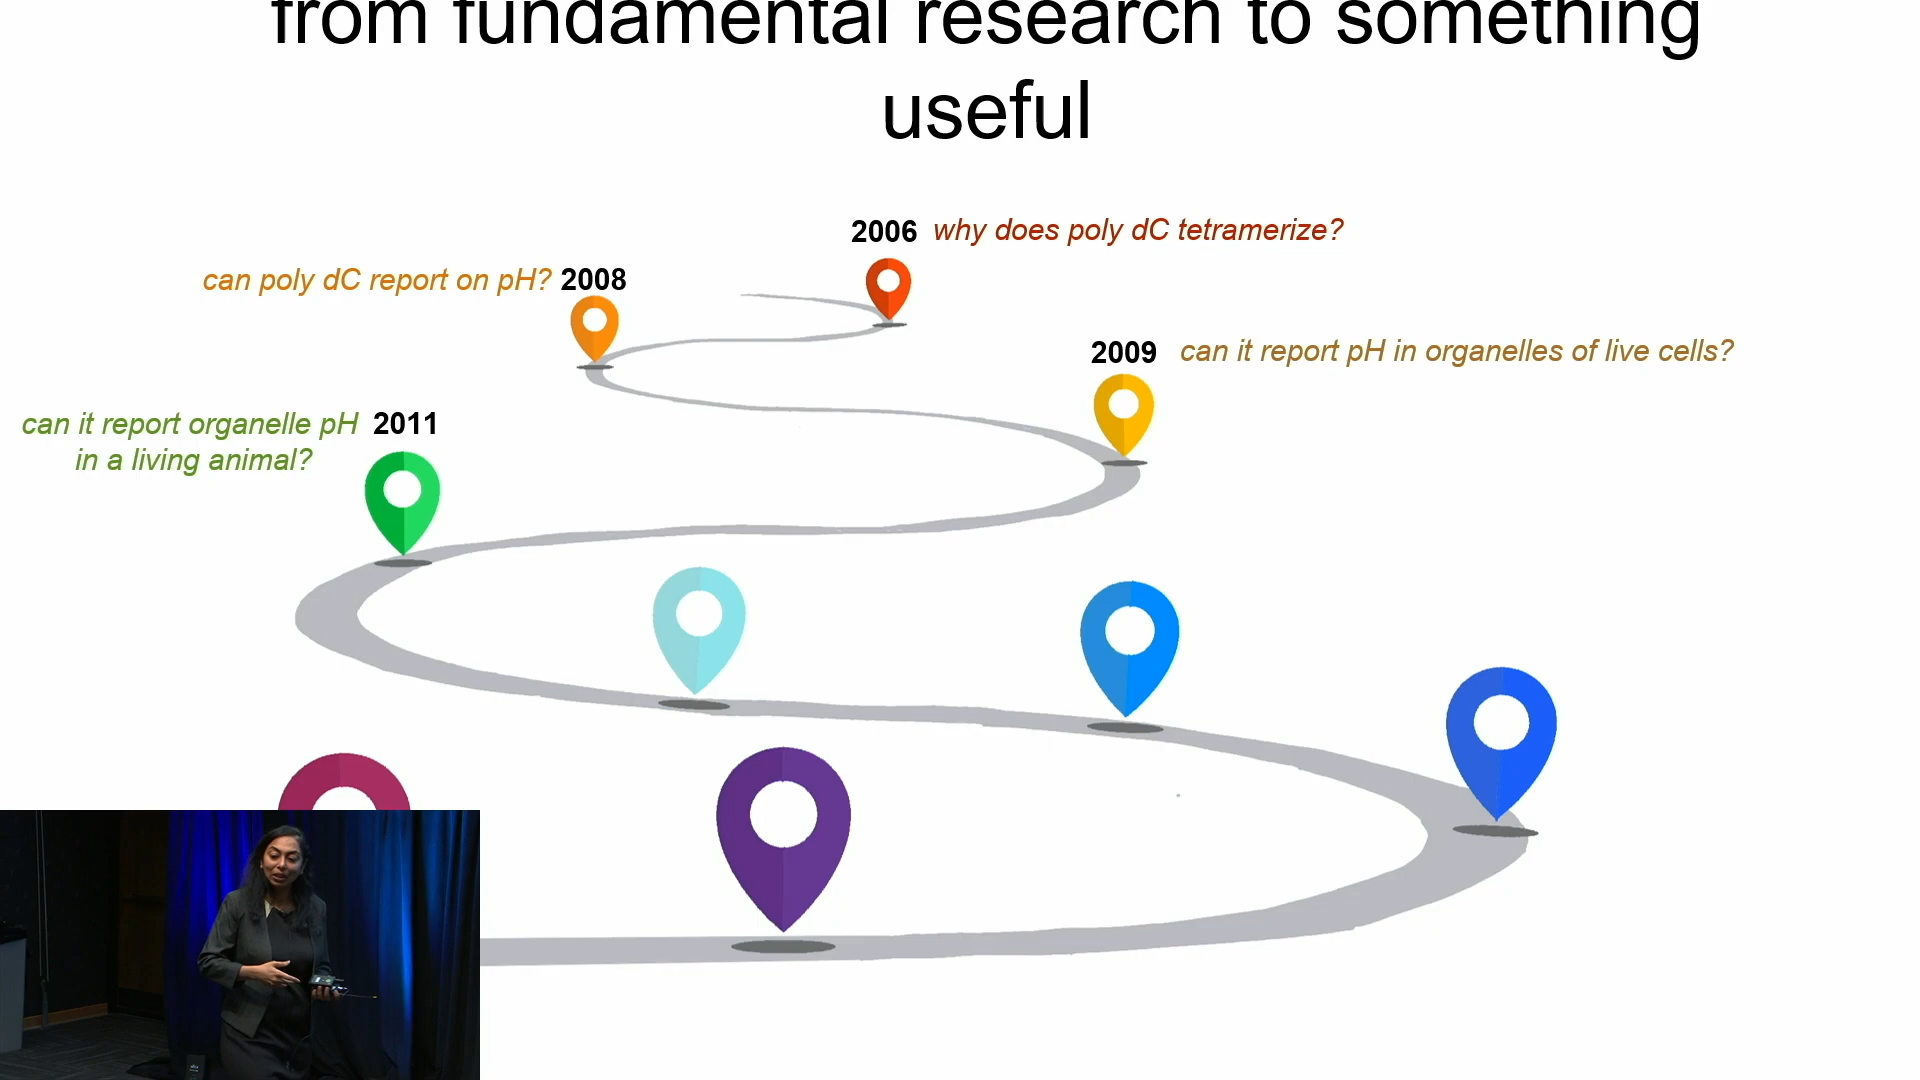 from fundamental research to something
useful
2006 why does poly dC tetramerize?
can poly dC report on pH? 2008
2009 can it report pH in organelles of live cells?
can it report organelle pH 2011
in a living animal?